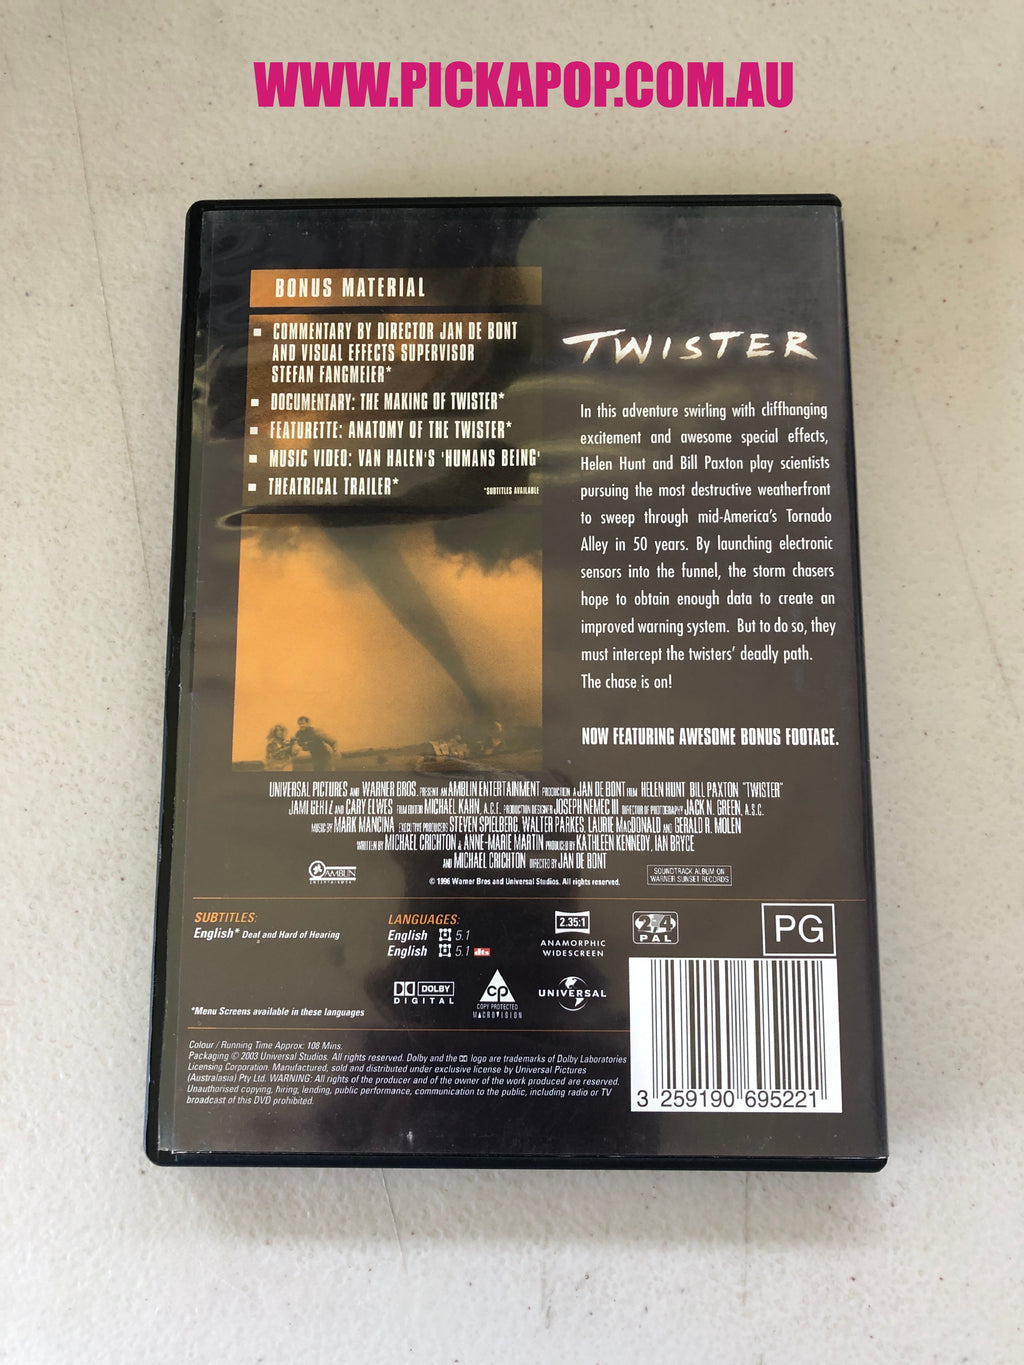 WWW.PICKAPOP.COM.AU
BONUS MATERIAL
▪ COMMENTARY BY DIRECTOR JAN DE BONT
AND VISUAL EFFECTS SUPERVISOR
STEFAN FANGMEIER*
▪ DOCUMENTARY: THE MAKING OF TWISTER*
▪ FEATURETTE: ANATOMY OF THE TWISTER*
▪ MUSIC VIDEO: VAN HALEN'S 'HUMANS BEING'
▪ THEATRICAL TRAILER*
*SUBTITLES AVAILABLE
TWISTER
In this adventure swirling with cliffhanging
excitement and awesome special effects,
Helen Hunt and Bill Paxton play scientists
pursuing the most destructive weatherfront
to sweep through mid-America's Tornado
Alley in 50 years. By launching electronic
sensors into the funnel, the storm chasers
hope to obtain enough data to create an
improved warning system. But to do so, they
must intercept the twisters' deadly path.
The chase is on!
NOW FEATURING AWESOME BONUS FOOTAGE.
UNIVERSAL PICTURES AND WARNER BROS. PRESENT AN AMBLIN ENTERTAINMENT PRODUCTION A JAN DE BONT FILM HELEN HUNT BILL PAXTON "TWISTER"
JAMI GERTZ AND CARY ELWES FILM EDITOR MICHAEL KAHN, A.C.E. PRODUCTION DESIGNER JOSEPH NEMEC III DIRECTOR OF PHOTOGRAPHY JACK N. GREEN, A.S.C.
MUSIC BY MARK MANCINA EXECUTIVE PRODUCERS STEVEN SPIELBERG, WALTER PARKES, LAURIE MACDONALD AND GERALD R. MOLEN
WRITTEN BY MICHAEL CRICHTON & ANNE-MARIE MARTIN PRODUCED BY KATHLEEN KENNEDY, IAN BRYCE
AND MICHAEL CRICHTON DIRECTED BY JAN DE BONT
AMBLIN
ENTERTAINMENT
© 1996 Warner Bros and Universal Studios. All rights reserved.
SOUNDTRACK ALBUM ON
WARNER SUNSET RECORDS
SUBTITLES:
English* Deaf and Hard of Hearing
*Menu Screens available in these languages
LANGUAGES:
English 5.1
English 5.1 dts
DOLBY
DIGITAL
2.35:1
ANAMORPHIC
WIDESCREEN
CP
COPY PROTECTED
MACROVISION
UNIVERSAL
2 4
PAL
PG
Colour / Running Time Approx: 108 Mins.
Packaging © 2003 Universal Studios. All rights reserved. Dolby and the DD logo are trademarks of Dolby Laboratories
Licensing Corporation. Manufactured, sold and distributed under exclusive license by Universal Pictures
(Australasia) Pty Ltd. WARNING: All rights of the producer and of the owner of the work produced are reserved.
Unauthorised copying, hiring, lending, public performance, communication to the public, including radio or TV
broadcast of this DVD prohibited.
3 259190 695221